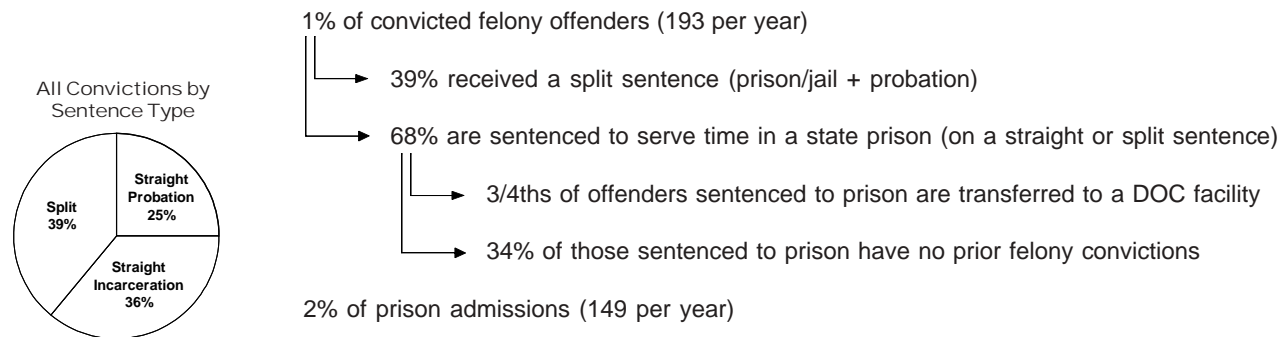 1% of convicted felony offenders (193 per year)
39% received a split sentence (prison/jail + probation)
68% are sentenced to serve time in a state prison (on a straight or split sentence)
3/4ths of offenders sentenced to prison are transferred to a DOC facility
34% of those sentenced to prison have no prior felony convictions
2% of prison admissions (149 per year)
All Convictions by
Sentence Type
Split
39%
Straight
Probation
25%
Straight
Incarceration
36%